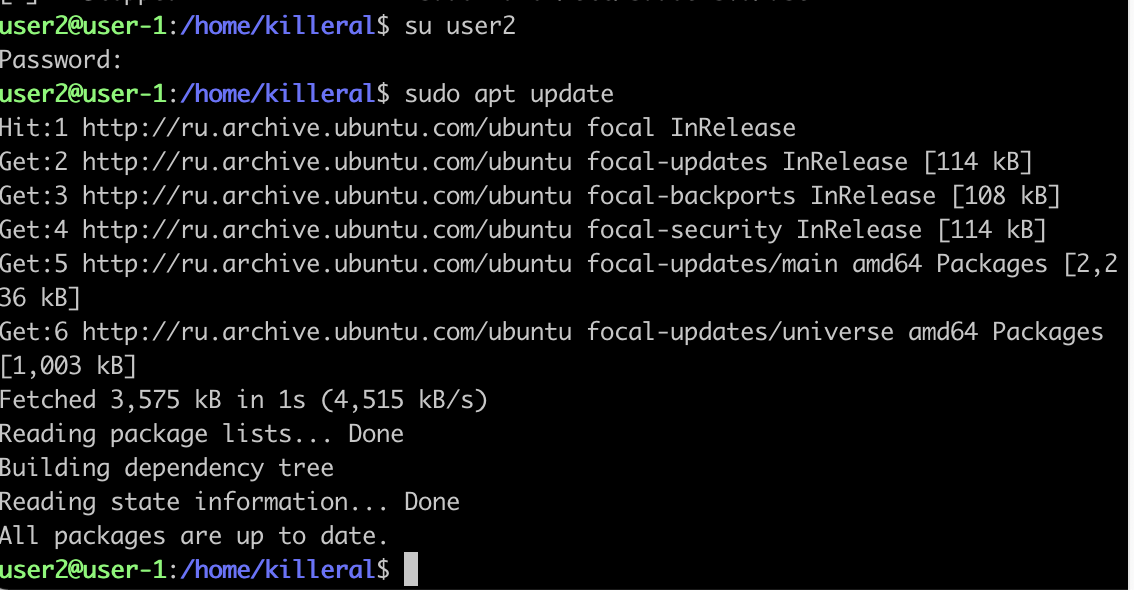 user2@user-1:/home/killeral$ su user2
Password:
user2@user-1:/home/killeral$ sudo apt update
Hit:1 http://ru.archive.ubuntu.com/ubuntu focal InRelease
Get:2 http://ru.archive.ubuntu.com/ubuntu focal-updates InRelease [114 kB]
Get:3 http://ru.archive.ubuntu.com/ubuntu focal-backports InRelease [108 kB]
Get:4 http://ru.archive.ubuntu.com/ubuntu focal-security InRelease [114 kB]
Get:5 http://ru.archive.ubuntu.com/ubuntu focal-updates/main amd64 Packages [2,2
36 kB]
Get:6 http://ru.archive.ubuntu.com/ubuntu focal-updates/universe amd64 Packages
[1,003 kB]
Fetched 3,575 kB in 1s (4,515 kB/s)
Reading package lists... Done
Building dependency tree
Reading state information... Done
All packages are up to date.
user2@user-1:/home/killeral$